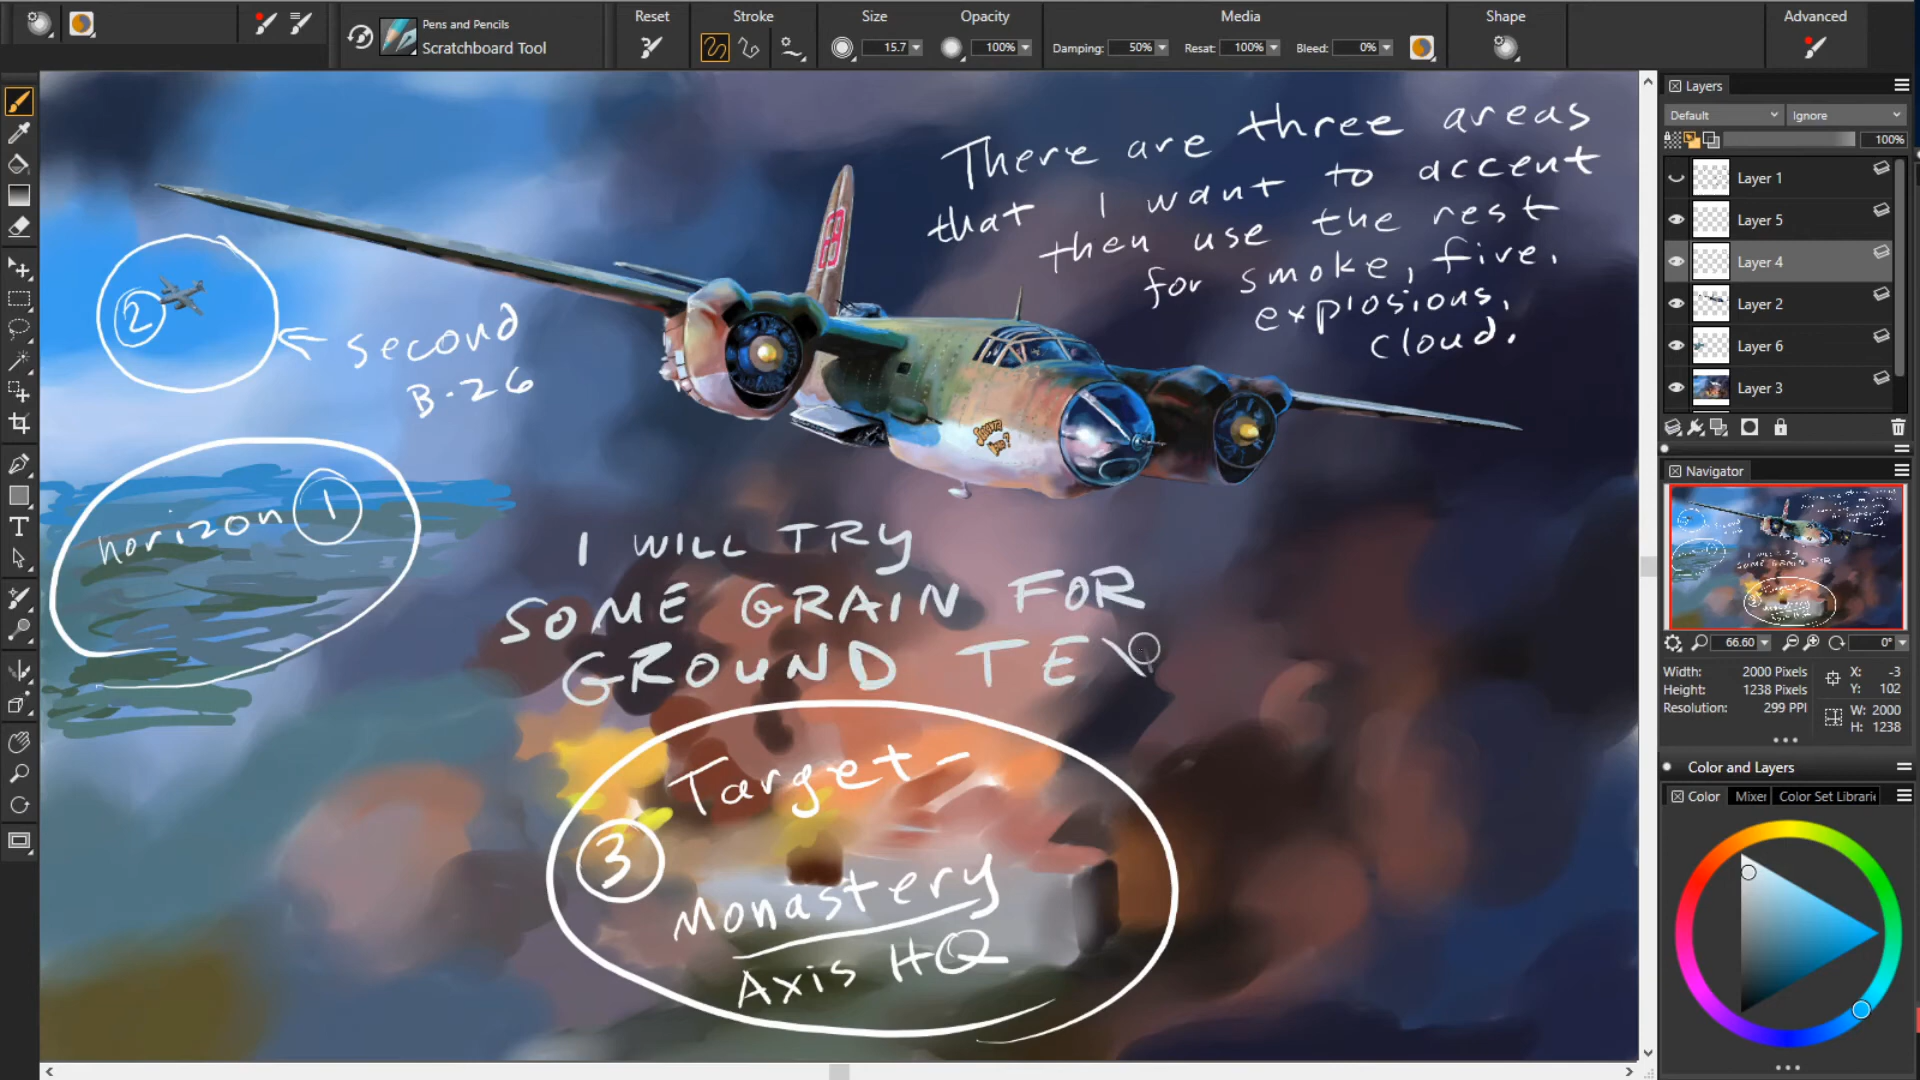 Reset
Stroke
Size
Opacity
Media
Shape
Advanced
Pens and Pencils
Scratchboard Tool
15.7
100%
Damping: 50%
Resat: 100%
Bleed: 0%
There are three areas
that I want to accent
then use the rest
for smoke, five,
explosions,
cloud.
2
second
B-26
horizon 1
I WILL TRY
SOME GRAIN FOR
GROUND TEX
Target -
3
Monastery
Axis HQ
Layers
Default
Ignore
100%
Layer 1
Layer 5
Layer 4
Layer 2
Layer 6
Layer 3
Navigator
66.60
0°
Width: 2000 Pixels
Height: 1238 Pixels
Resolution: 299 PPI
X: -3
Y: 102
W: 2000
H: 1238
Color and Layers
Color
Mixer
Color Set Librarie